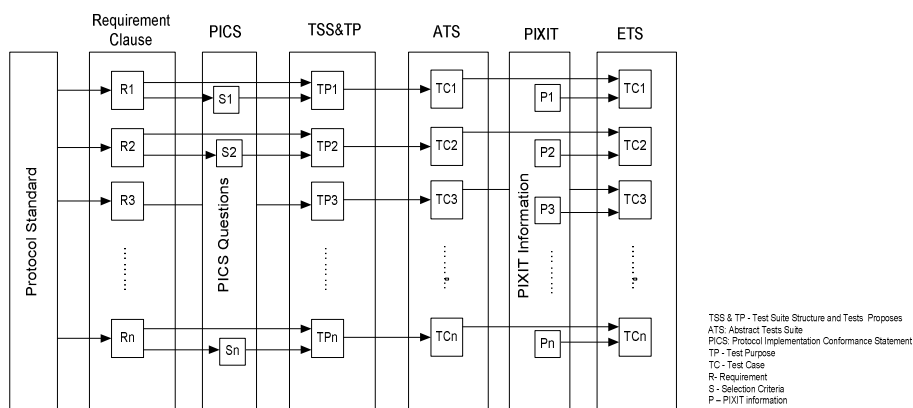 Requirement
Clause
PICS
TSS&TP
ATS
PIXIT
ETS
Protocol Standard
R1
R2
R3
Rn
S1
S2
PICS Questions
Sn
TP1
TP2
TP3
TPn
TC1
TC2
TC3
TCn
P1
P2
P3
PIXIT Information
Pn
TC1
TC2
TC3
TCn
TSS & TP - Test Suite Structure and Tests Proposes
ATS: Abstract Tests Suite
PICS: Protocol Implementation Conformance Statement
TP - Test Purpose
TC - Test Case
R- Requirement
S - Selection Criteria
P – PIXIT information